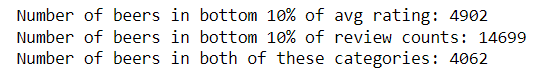 Number of beers in bottom 10% of avg rating: 4902
Number of beers in bottom 10% of review counts: 14699
Number of beers in both of these categories: 4062